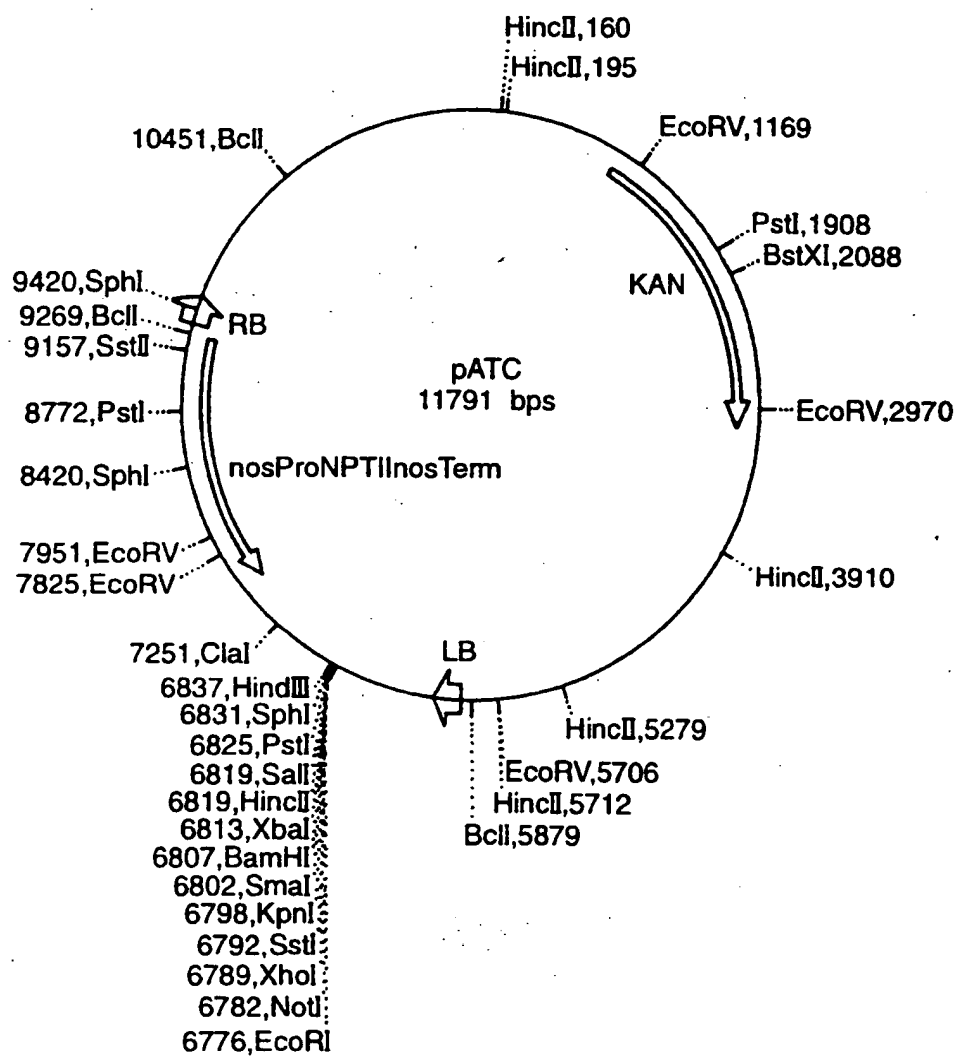 HincⅡ,160
HincⅡ,195
EcoRV,1169
PstI,1908
BstXI,2088
KAN
EcoRV,2970
HincⅡ,3910
HincⅡ,5279
EcoRV,5706
HincⅡ,5712
BclI,5879
LB
6776,EcoRI
6782,NotI
6789,XhoI
6792,SstI
6798,KpnI
6802,SmaI
6807,BamHI
6813,XbaI
6819,HincⅡ
6819,SalI
6825,PstI
6831,SphI
6837,HindⅢ
7251,ClaI
7825,EcoRV
7951,EcoRV
8420,SphI
nosProNPTIInosTerm
8772,PstI
9157,SstⅡ
9269,BclI
RB
9420,SphI
10451,BclI
pATC
11791 bps